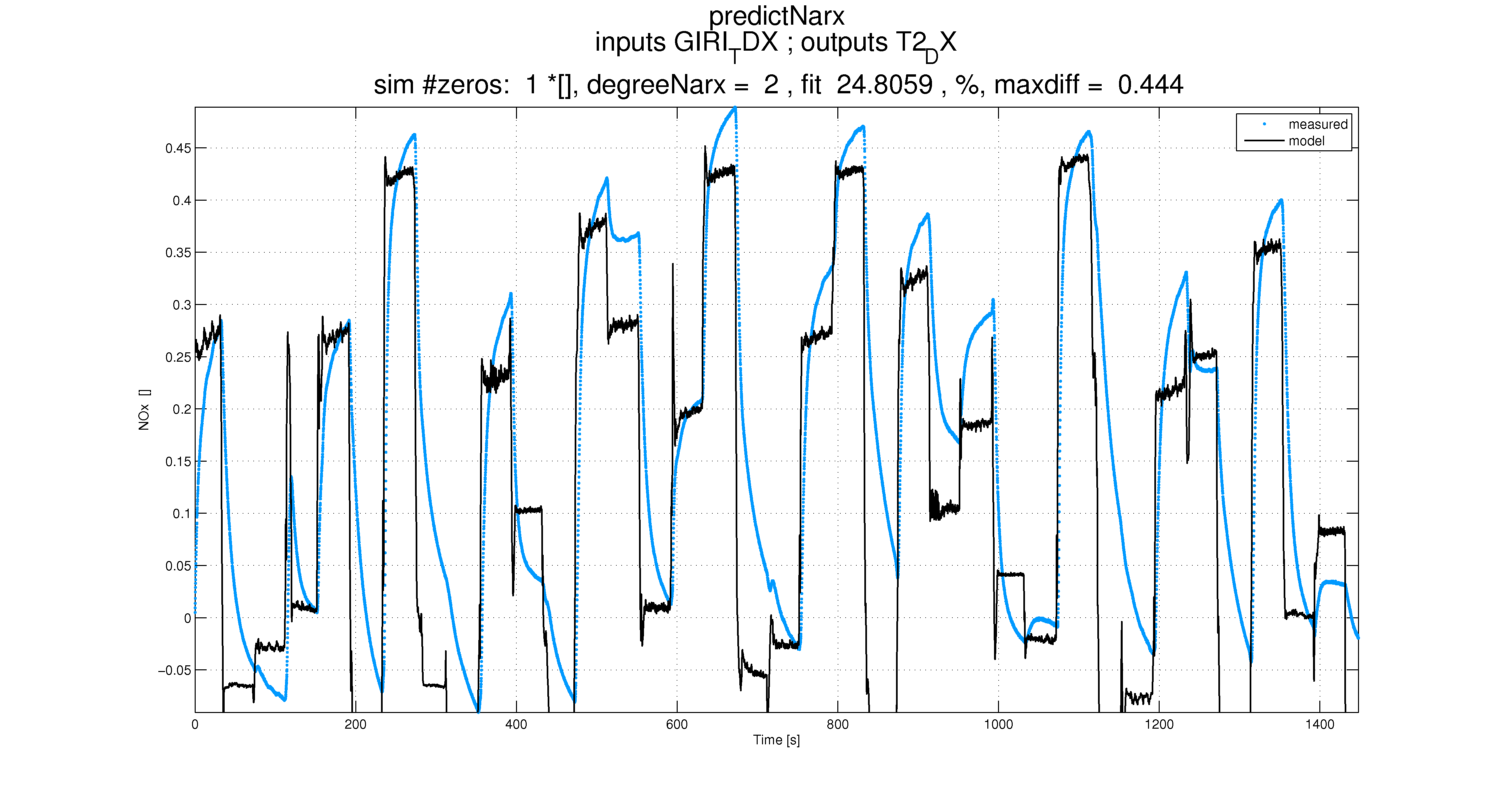 predictNarx
inputs GIRI_TDX ; outputs T2_DX
sim #zeros:  1 *[], degreeNarx =  2 , fit  24.8059 , %, maxdiff =  0.444
measured
model
0.45
0.4
0.35
0.3
0.25
0.2
0.15
0.1
0.05
0
−0.05
NOx  []
0 200 400 600 800 1000 1200 1400
Time [s]